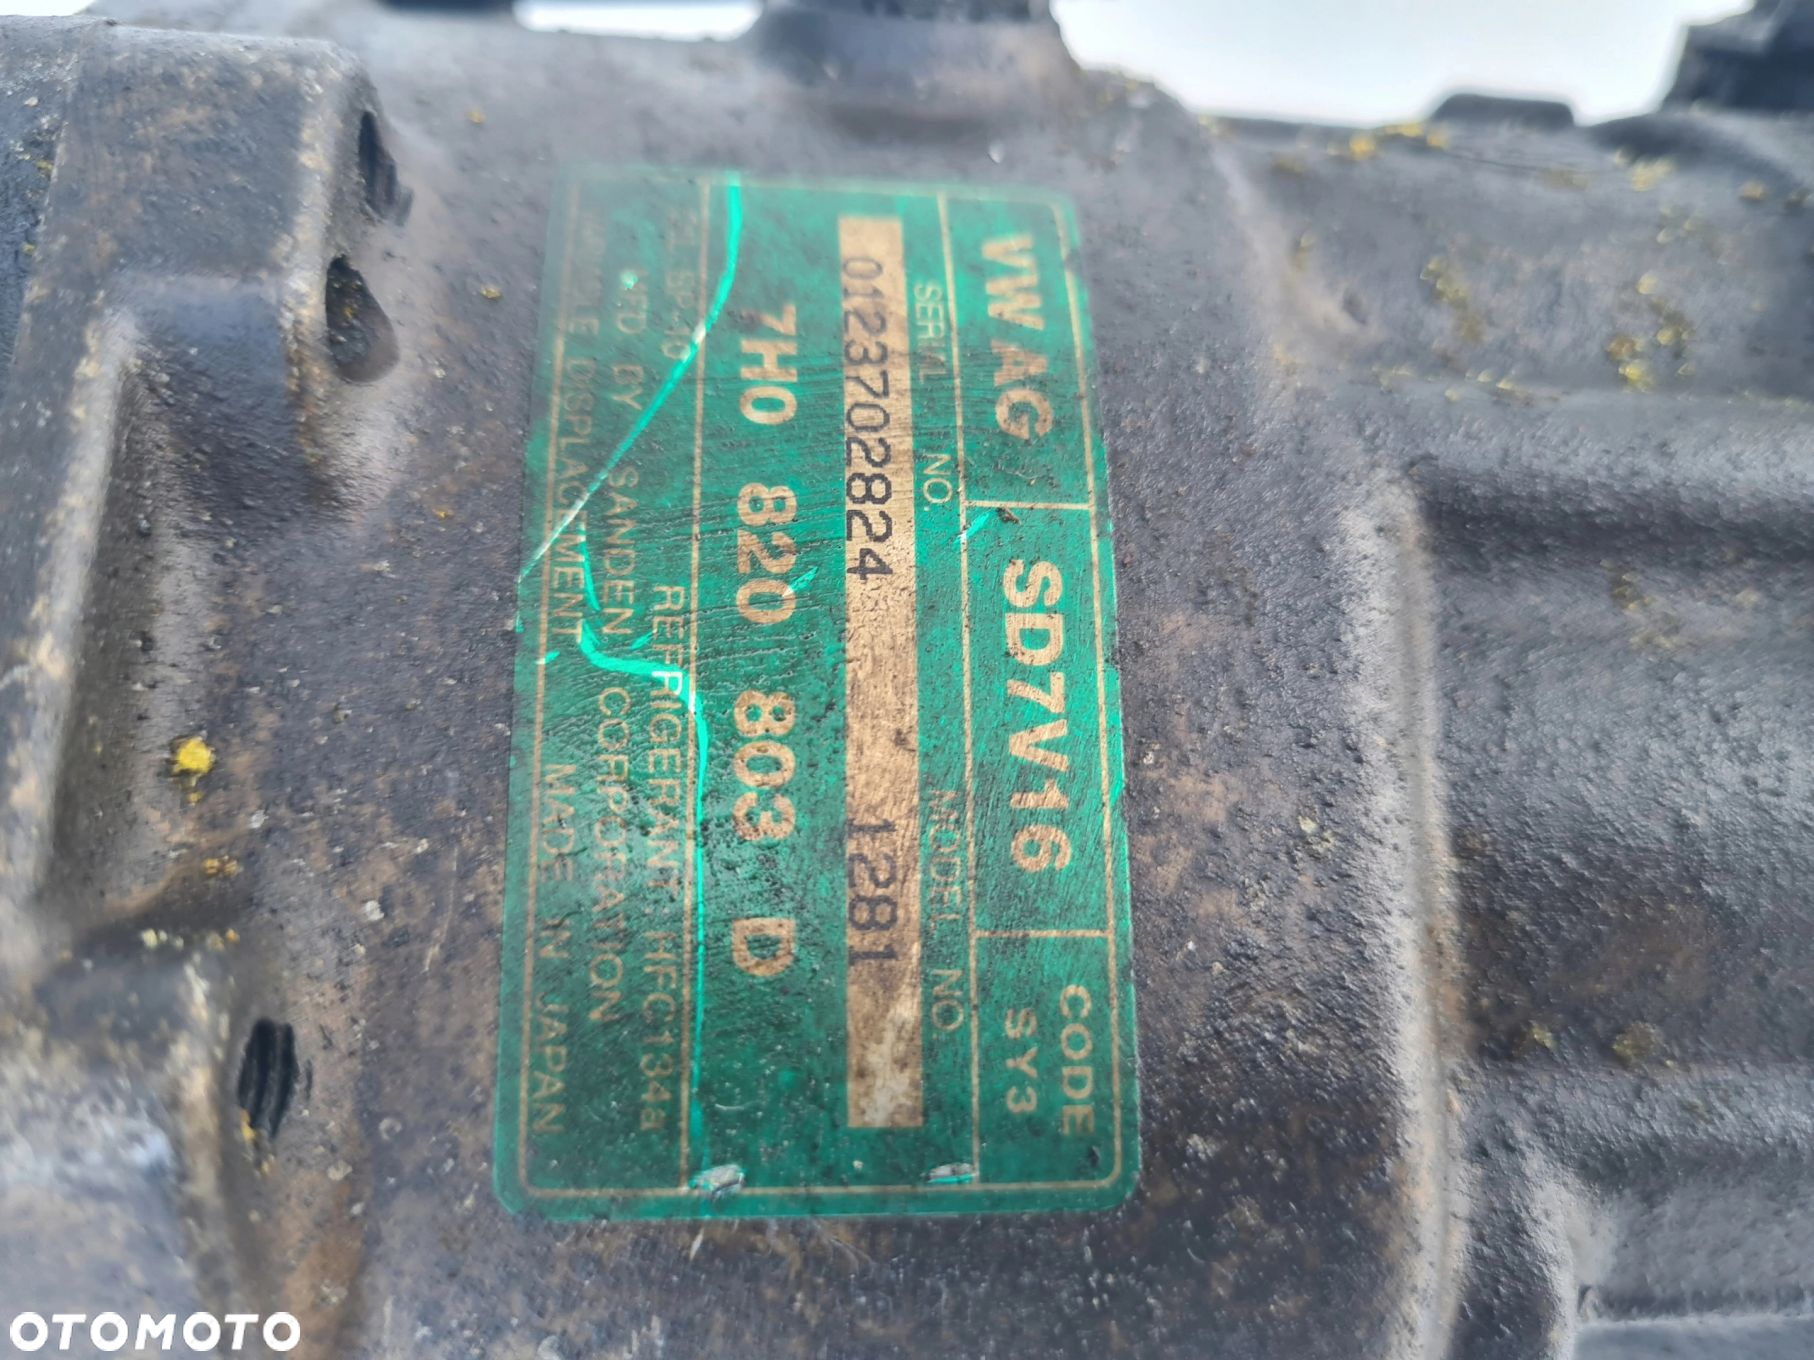 VW AG SD7V16 CODE SY3
SERIAL NO. MODEL NO.
0123702824 1281
7H0 820 803 D
REFRIGERANT: HFC134a
MFD BY SANDEN CORPORATION
DISPLACEMENT MADE IN JAPAN
OTOMOTO